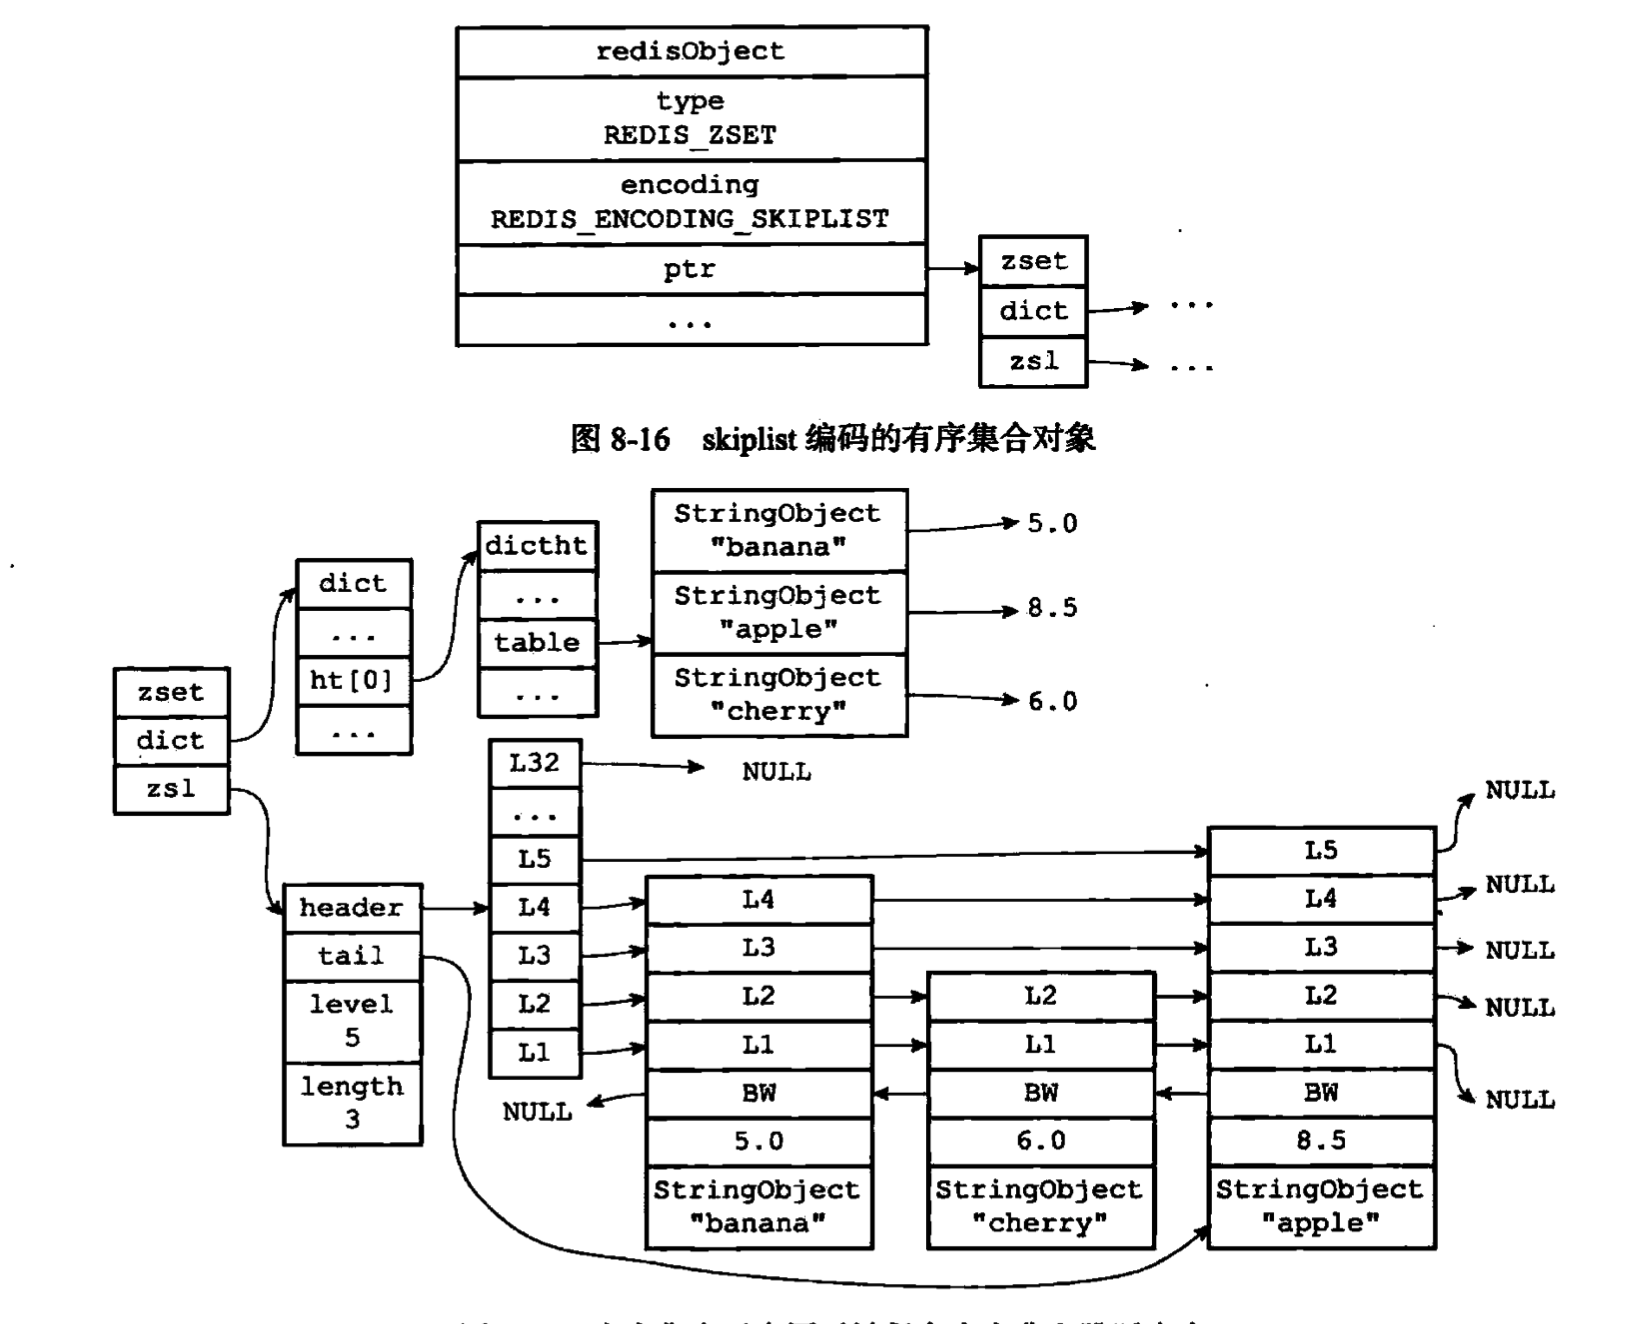 redisObject
type
REDIS_ZSET
encoding
REDIS_ENCODING_SKIPLIST
ptr
...
zset
dict
zsl
...
...
图 8-16 skiplist 编码的有序集合对象
zset
dict
zsl
dict
...
ht[0]
...
dictht
...
table
...
StringObject
"banana"
StringObject
"apple"
StringObject
"cherry"
5.0
8.5
6.0
header
tail
level
5
length
3
L32
...
L5
L4
L3
L2
L1
NULL
NULL
L4
L3
L2
L1
BW
5.0
StringObject
"banana"
L2
L1
BW
6.0
StringObject
"cherry"
L5
L4
L3
L2
L1
BW
8.5
StringObject
"apple"
NULL
NULL
NULL
NULL
NULL